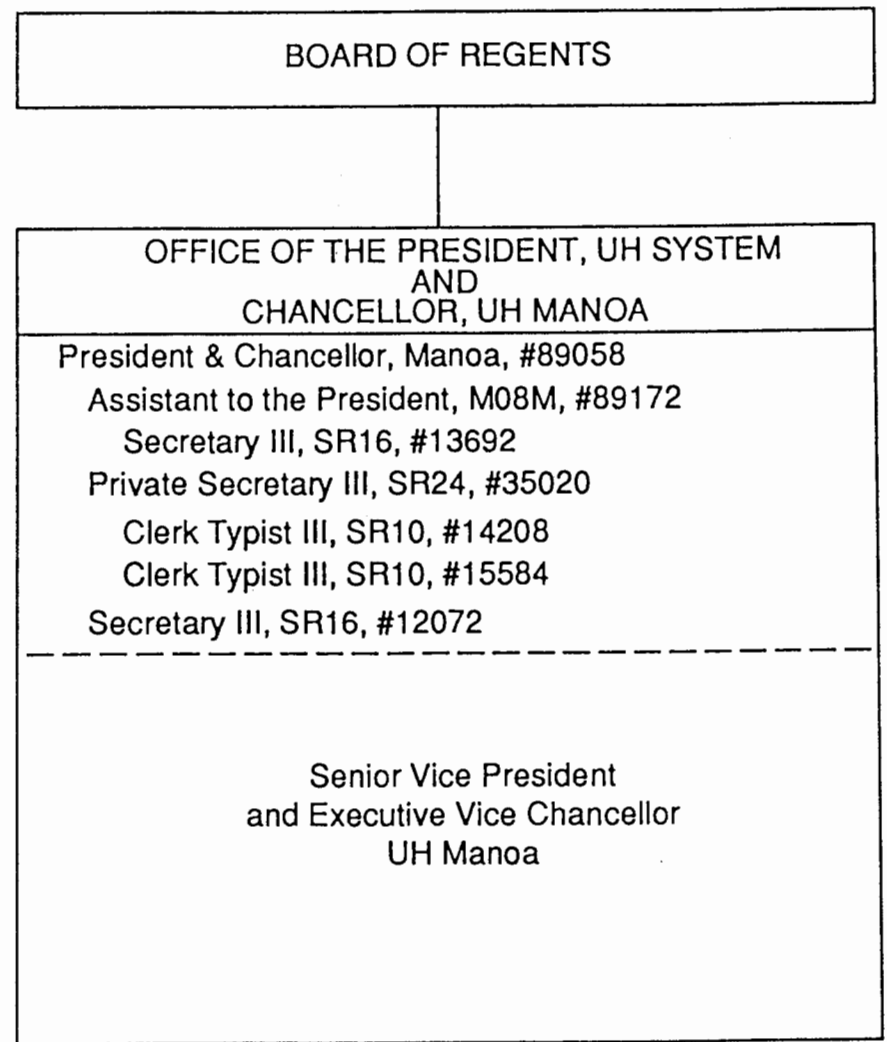 BOARD OF REGENTS
OFFICE OF THE PRESIDENT, UH SYSTEM
AND
CHANCELLOR, UH MANOA
President & Chancellor, Manoa, #89058
Assistant to the President, M08M, #89172
Secretary III, SR16, #13692
Private Secretary III, SR24, #35020
Clerk Typist III, SR10, #14208
Clerk Typist III, SR10, #15584
Secretary III, SR16, #12072
Senior Vice President
and Executive Vice Chancellor
UH Manoa